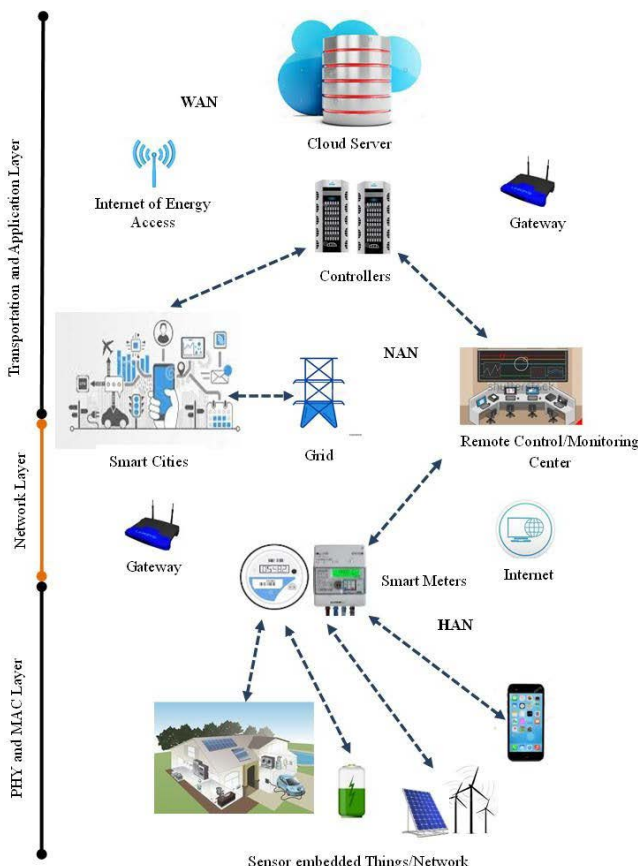 WAN
Cloud Server
Internet of Energy
Access
Gateway
Controllers
Transportation and Application Layer
NAN
Smart Cities
Grid
Remote Control/Monitoring
Center
Network Layer
Gateway
Smart Meters
Internet
HAN
PHY and MAC Layer
Sensor embedded Things/Network